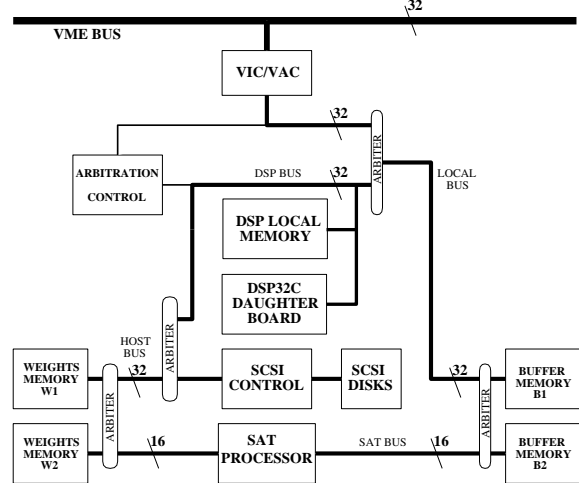 32
VME BUS
VIC/VAC
32
ARBITER
ARBITRATION
CONTROL
DSP BUS
32
LOCAL
BUS
DSP LOCAL
MEMORY
DSP32C
DAUGHTER
BOARD
ARBITER
HOST
BUS
WEIGHTS
MEMORY
W1
32
ARBITER
SCSI
CONTROL
SCSI
DISKS
32
ARBITER
BUFFER
MEMORY
B1
WEIGHTS
MEMORY
W2
16
SAT
PROCESSOR
SAT BUS
16
BUFFER
MEMORY
B2